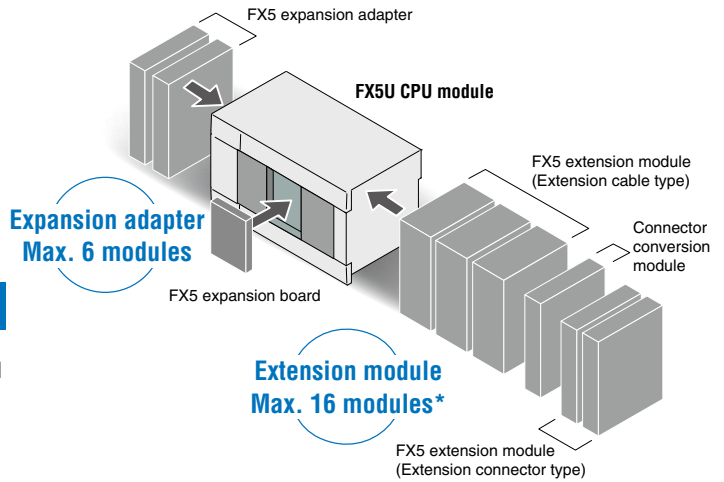 FX5 expansion adapter
FX5U CPU module
FX5 extension module
(Extension cable type)
Connector
conversion
module
Expansion adapter
Max. 6 modules
FX5 expansion board
Extension module
Max. 16 modules*
FX5 extension module
(Extension connector type)